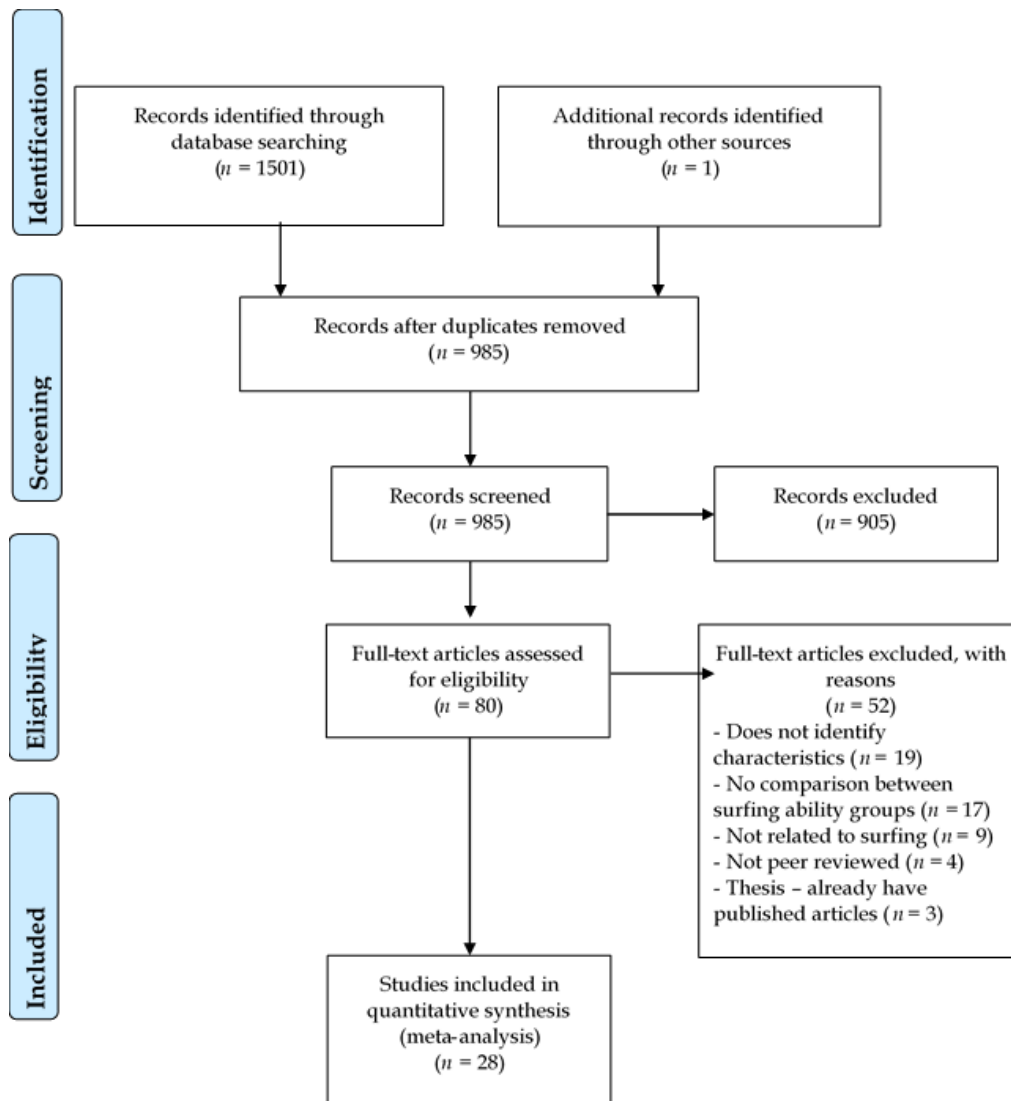 Identification
Records identified through
database searching
(n = 1501)
Additional records identified
through other sources
(n = 1)
Screening
Records after duplicates removed
(n = 985)
Records screened
(n = 985)
Records excluded
(n = 905)
Eligibility
Full-text articles assessed
for eligibility
(n = 80)
Full-text articles excluded, with
reasons
(n = 52)
- Does not identify
characteristics (n = 19)
- No comparison between
surfing ability groups (n = 17)
- Not related to surfing (n = 9)
- Not peer reviewed (n = 4)
- Thesis – already have
published articles (n = 3)
Included
Studies included in
quantitative synthesis
(meta-analysis)
(n = 28)